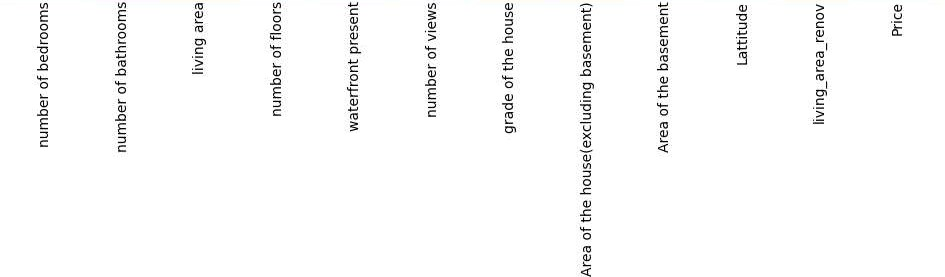 number of bedrooms
number of bathrooms
living area
number of floors
waterfront present
number of views
grade of the house
Area of the house(excluding basement)
Area of the basement
Lattitude
living_area_renov
Price